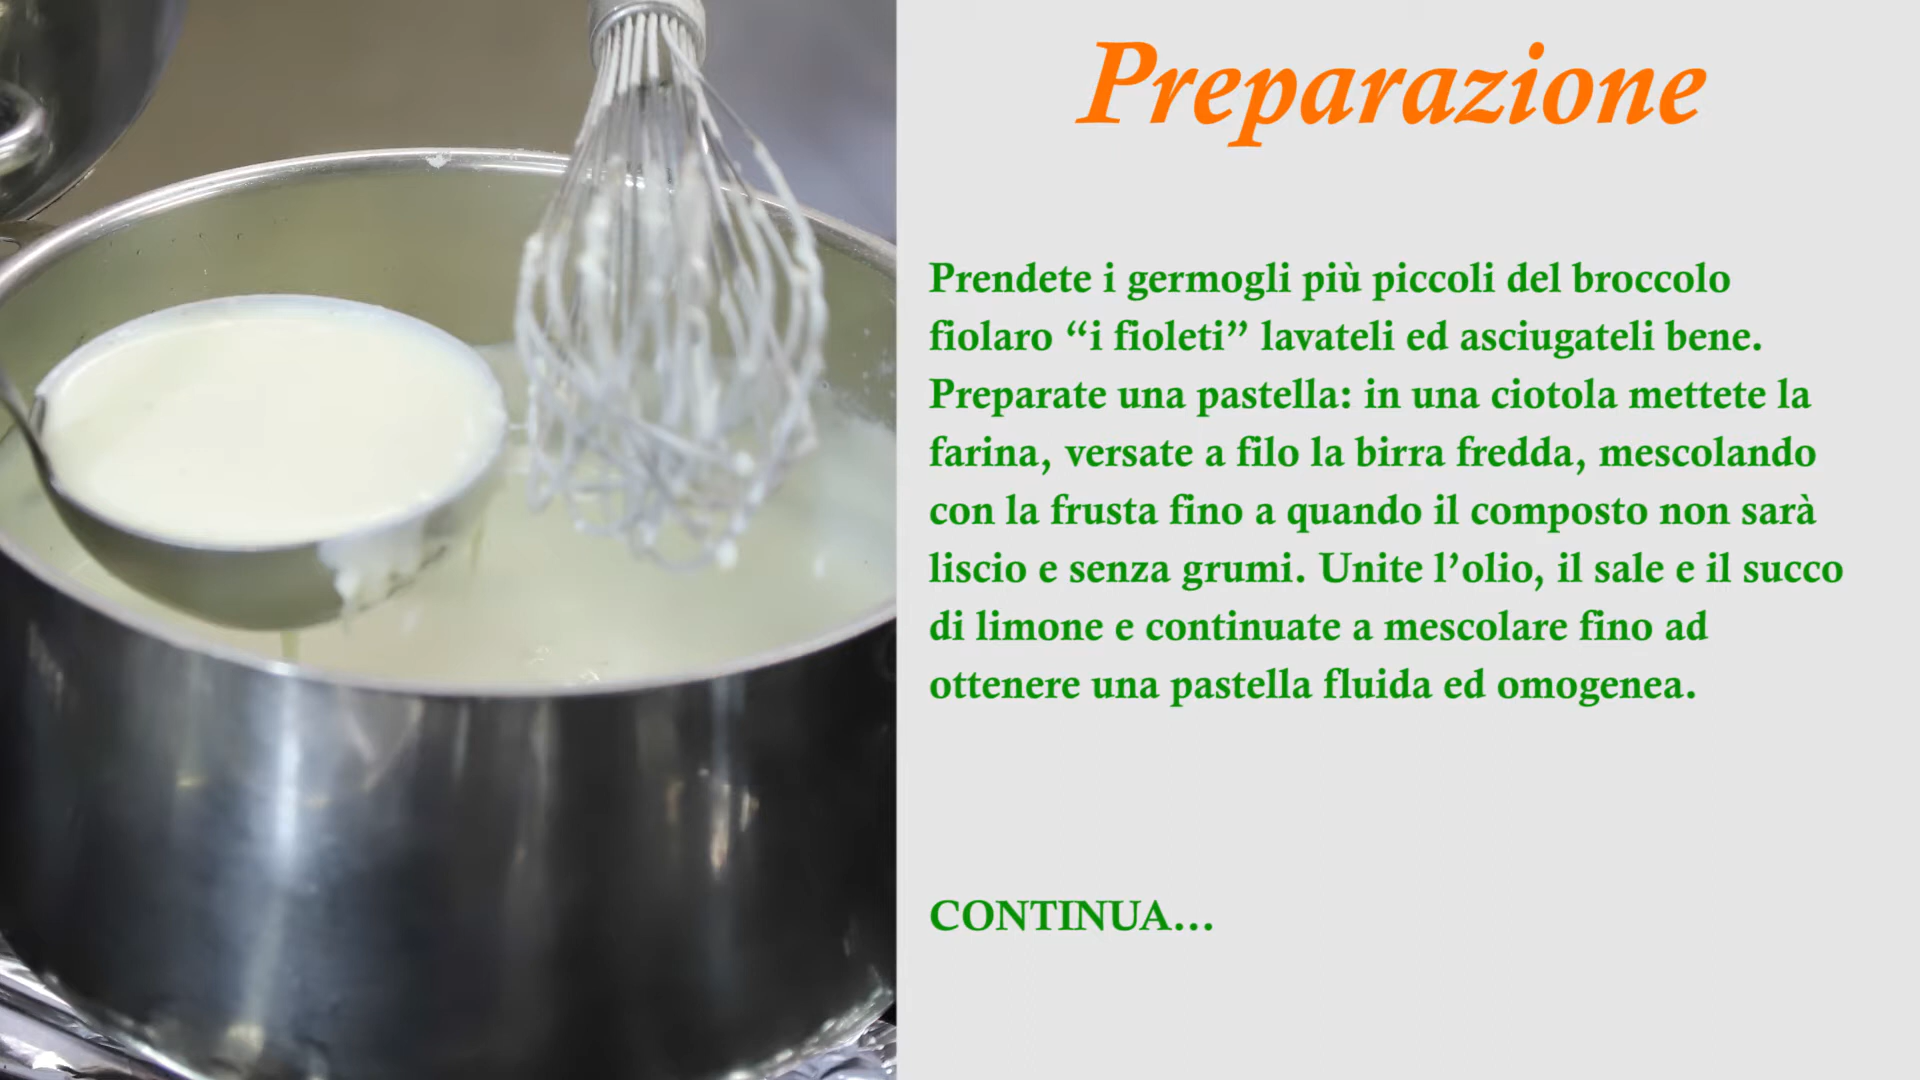 Preparazione
Prendete i germogli più piccoli del broccolo
fiolaro “i fioleti” lavateli ed asciugateli bene.
Preparate una pastella: in una ciotola mettete la
farina, versate a filo la birra fredda, mescolando
con la frusta fino a quando il composto non sarà
liscio e senza grumi. Unite l’olio, il sale e il succo
di limone e continuate a mescolare fino ad
ottenere una pastella fluida ed omogenea.
CONTINUA...